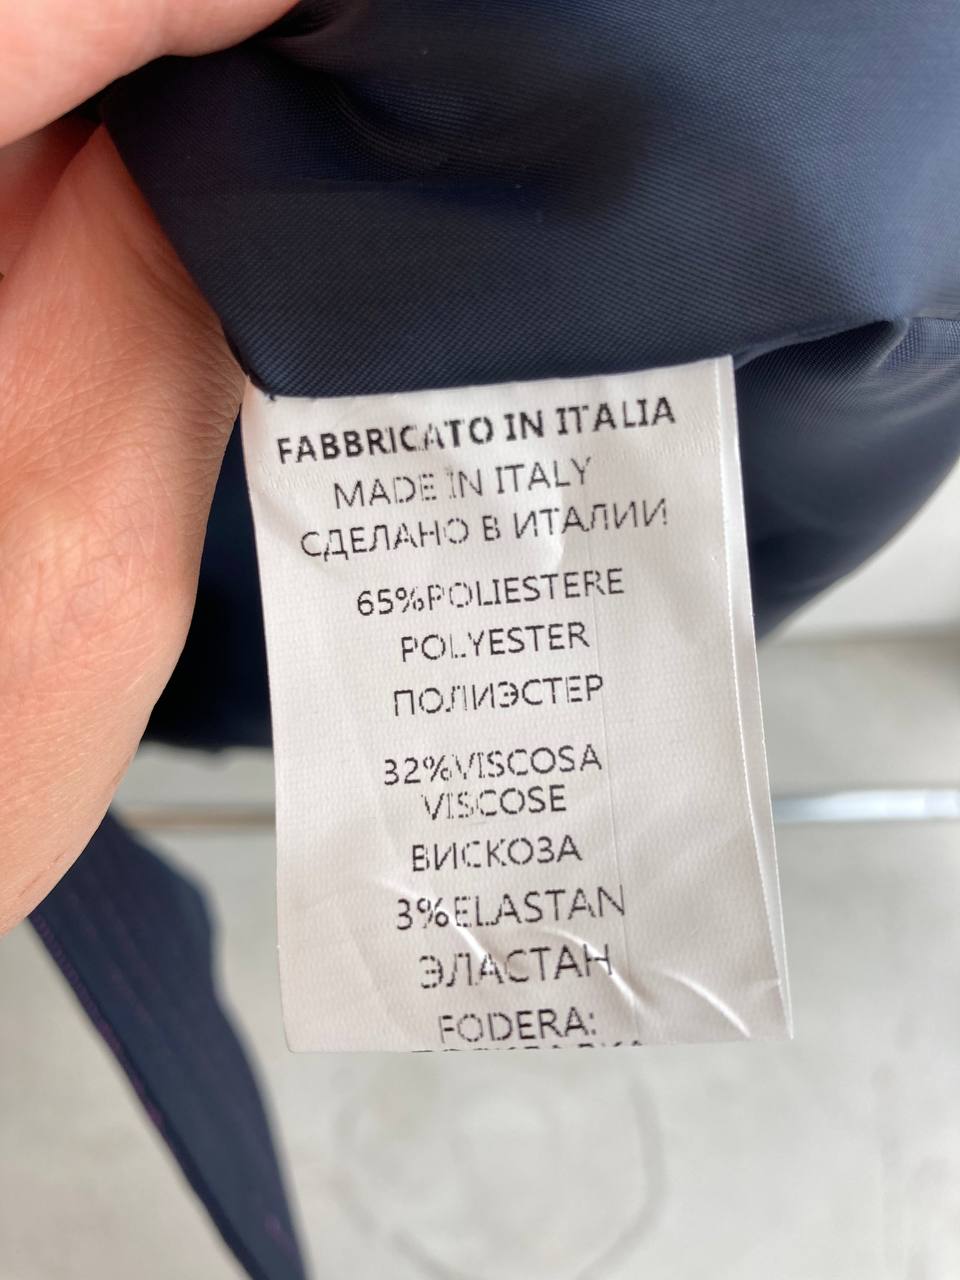 FABBRICATO IN ITALIA
MADE IN ITALY
СДЕЛАНО В ИТАЛИИ
65%POLIESTERE
POLYESTER
ПОЛИЭСТЕР
32%VISCOSA
VISCOSE
ВИСКОЗА
3%ELASTAN
ЭЛАСТАН
FODERA: